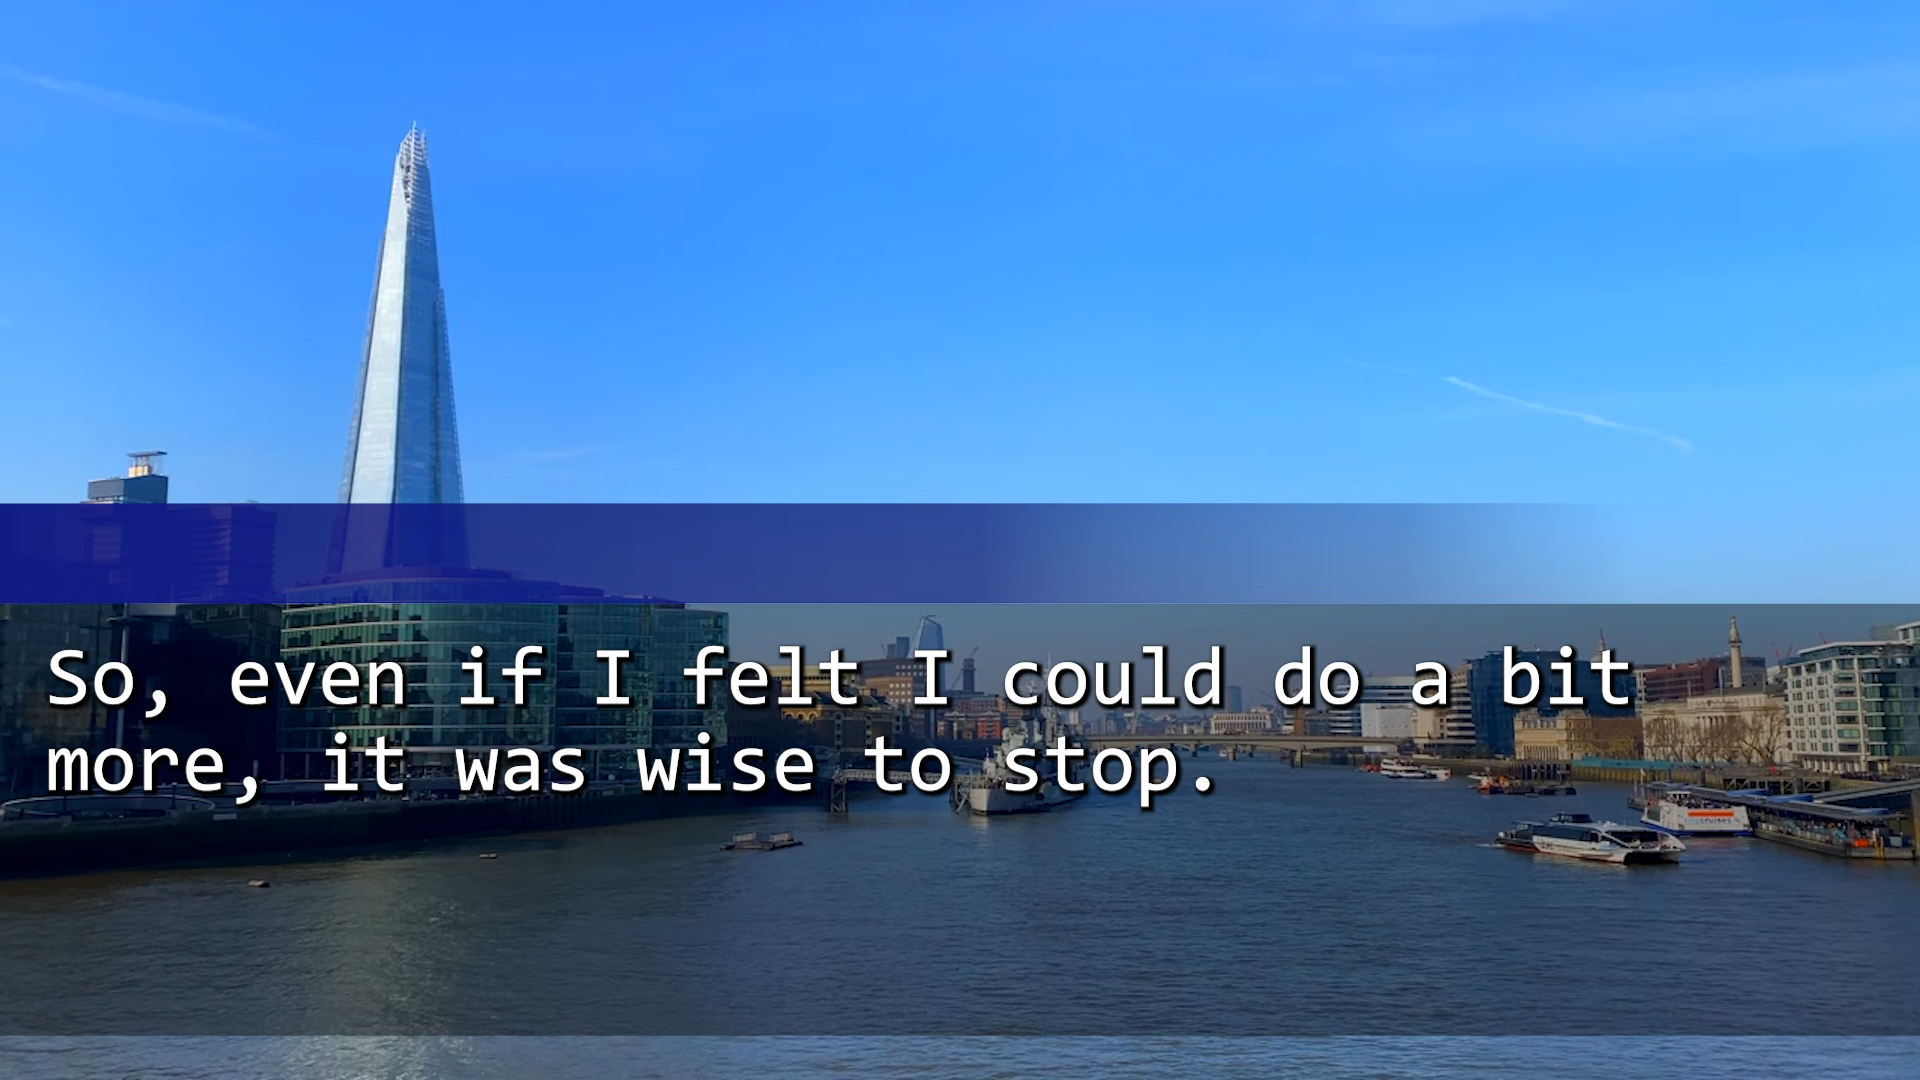 So, even if I felt I could do a bit
more, it was wise to stop.